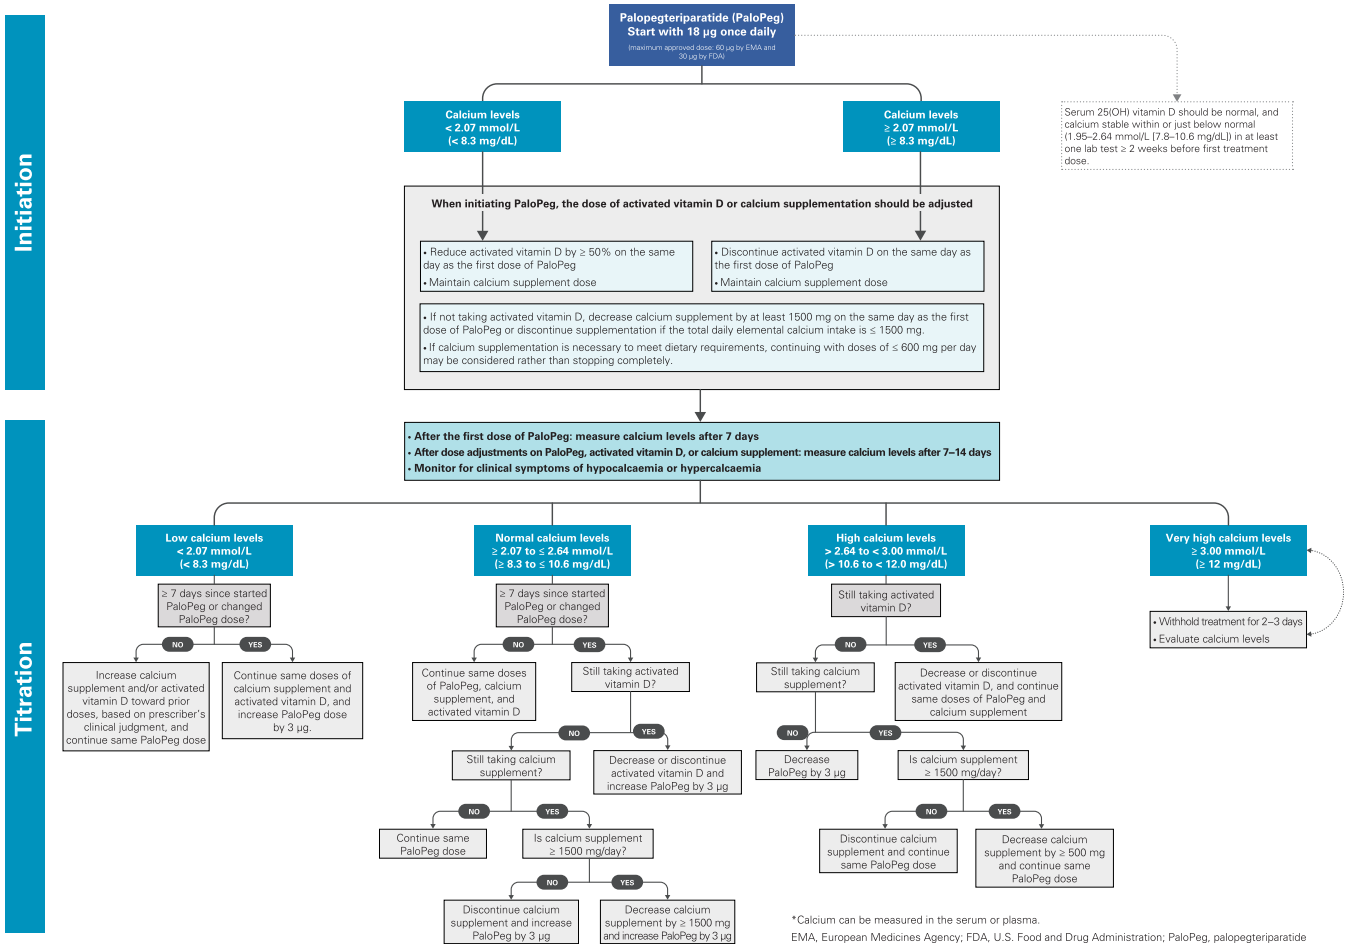 Initiation
Palopegteriparatide (PaloPeg)
Start with 18 µg once daily
(maximum approved dose: 60 µg by EMA and
30 µg by FDA)
Serum 25(OH) vitamin D should be normal, and
calcium stable within or just below normal
(1.95–2.64 mmol/L [7.8–10.6 mg/dL]) in at least
one lab test ≥ 2 weeks before first treatment
dose.
Calcium levels
< 2.07 mmol/L
(< 8.3 mg/dL)
Calcium levels
≥ 2.07 mmol/L
(≥ 8.3 mg/dL)
When initiating PaloPeg, the dose of activated vitamin D or calcium supplementation should be adjusted
• Reduce activated vitamin D by ≥ 50% on the same
day as the first dose of PaloPeg
• Maintain calcium supplement dose
• Discontinue activated vitamin D on the same day as
the first dose of PaloPeg
• Maintain calcium supplement dose
• If not taking activated vitamin D, decrease calcium supplement by at least 1500 mg on the same day as the first
dose of PaloPeg or discontinue supplementation if the total daily elemental calcium intake is ≤ 1500 mg.
• If calcium supplementation is necessary to meet dietary requirements, continuing with doses of ≤ 600 mg per day
may be considered rather than stopping completely.
Titration
• After the first dose of PaloPeg: measure calcium levels after 7 days
• After dose adjustments on PaloPeg, activated vitamin D, or calcium supplement: measure calcium levels after 7–14 days
• Monitor for clinical symptoms of hypocalcaemia or hypercalcaemia
Low calcium levels
< 2.07 mmol/L
(< 8.3 mg/dL)
≥ 7 days since started
PaloPeg or changed
PaloPeg dose?
NO
YES
Increase calcium
supplement and/or activated
vitamin D toward prior
doses, based on prescriber's
clinical judgment, and
continue same PaloPeg dose
Continue same doses of
calcium supplement and
activated vitamin D, and
increase PaloPeg dose
by 3 µg.
Normal calcium levels
≥ 2.07 to ≤ 2.64 mmol/L
(≥ 8.3 to ≤ 10.6 mg/dL)
≥ 7 days since started
PaloPeg or changed
PaloPeg dose?
NO
YES
Continue same doses
of PaloPeg, calcium
supplement, and
activated vitamin D
Still taking activated
vitamin D?
NO
YES
Still taking calcium
supplement?
Decrease or discontinue
activated vitamin D and
increase PaloPeg by 3 µg
NO
YES
Continue same
PaloPeg dose
Is calcium supplement
≥ 1500 mg/day?
NO
YES
Discontinue calcium
supplement and increase
PaloPeg by 3 µg
Decrease calcium
supplement by ≥ 1500 mg
and increase PaloPeg by 3 µg
High calcium levels
> 2.64 to < 3.00 mmol/L
(> 10.6 to < 12.0 mg/dL)
Still taking activated
vitamin D?
NO
YES
Still taking calcium
supplement?
Decrease or discontinue
activated vitamin D, and continue
same doses of PaloPeg and
calcium supplement
NO
YES
Decrease
PaloPeg by 3 µg
Is calcium supplement
≥ 1500 mg/day?
NO
YES
Discontinue calcium
supplement and continue
same PaloPeg dose
Decrease calcium
supplement by ≥ 500 mg
and continue same
PaloPeg dose
Very high calcium levels
≥ 3.00 mmol/L
(≥ 12 mg/dL)
• Withhold treatment for 2–3 days
• Evaluate calcium levels
*Calcium can be measured in the serum or plasma.
EMA, European Medicines Agency; FDA, U.S. Food and Drug Administration; PaloPeg, palopegteriparatide